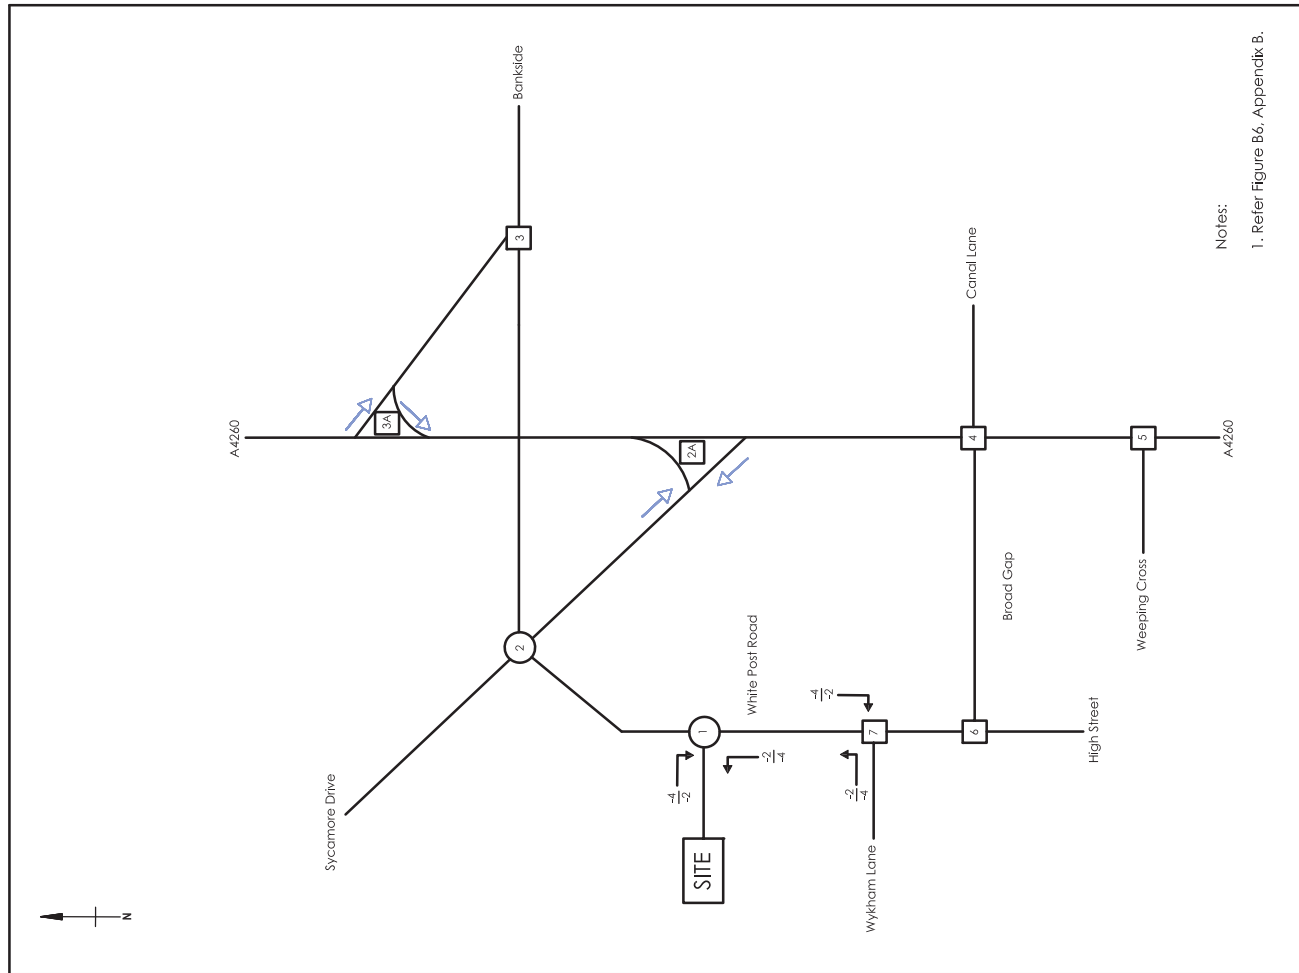 Bankside
3
A4260
3A
Canal Lane
Notes:
1. Refer Figure B6, Appendix B.
2A
4
5
A4260
Broad Gap
Weeping Cross
2
White Post Road
-4
-2
1
7
6
High Street
-4
-2
-2
-4
-2
-4
Sycamore Drive
SITE
Wykham Lane
N